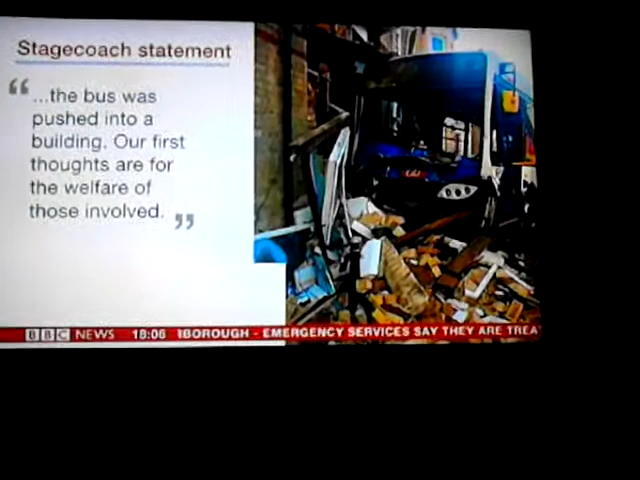 Stagecoach statement
“ ...the bus was
pushed into a
building. Our first
thoughts are for
the welfare of
those involved. ”
BBC NEWS 18:06 IBOROUGH - EMERGENCY SERVICES SAY THEY ARE TREA